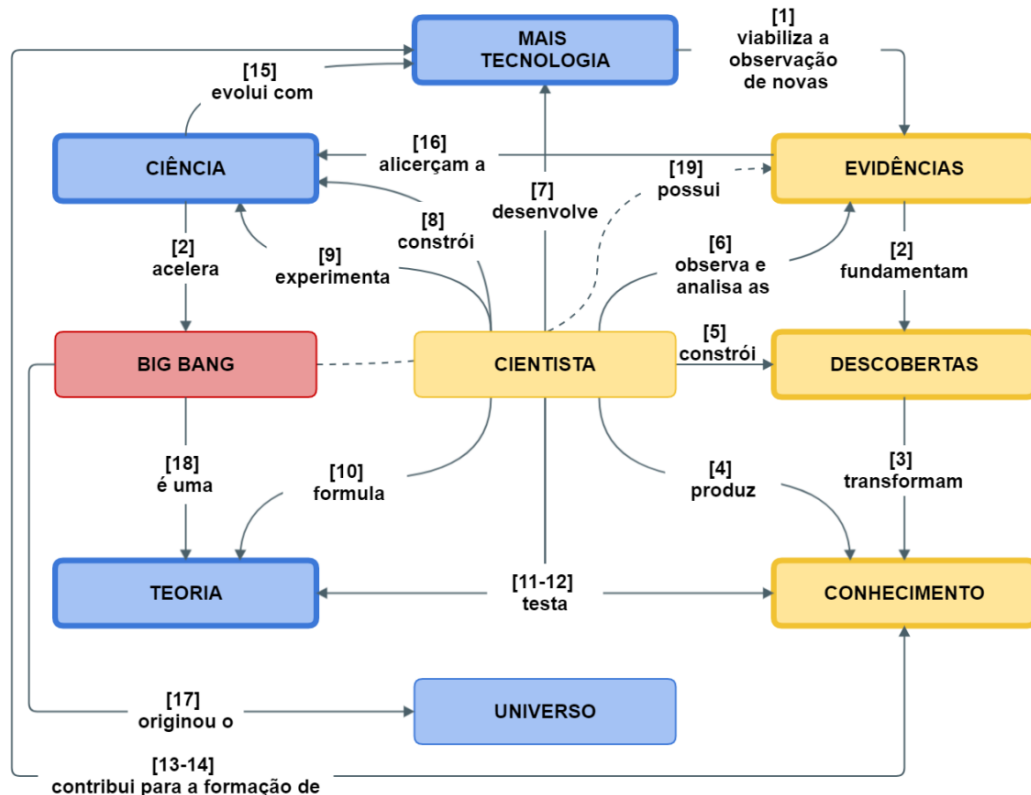 [1]
viabiliza a
observação
de novas
MAIS
TECNOLOGIA
[15]
evolui com
[16]
alicerçam a
CIÊNCIA
[19]
possui
EVIDÊNCIAS
[7]
desenvolve
[8]
constrói
[2]
acelera
[9]
experimenta
[6]
observa e
analisa as
[2]
fundamentam
BIG BANG
CIENTISTA
[5]
constrói
DESCOBERTAS
[18]
é uma
[10]
formula
[4]
produz
[3]
transformam
TEORIA
[11-12]
testa
CONHECIMENTO
[17]
originou o
UNIVERSO
[13-14]
contribui para a formação de